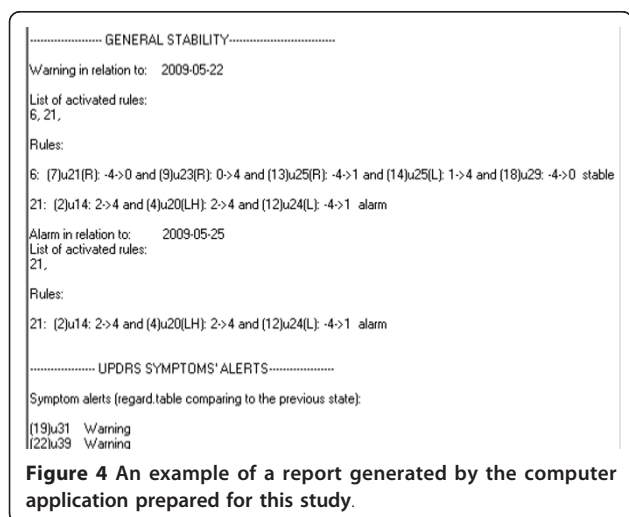 -------------------- GENERAL STABILITY------------------------------
Warning in relation to: 2009-05-22
List of activated rules:
6, 21,
Rules:
6: (7)u21(R): -4->0 and (9)u23(R): 0->4 and (13)u25(R): -4->1 and (14)u25(L): 1->4 and (18)u29: -4->0 stable
21: (2)u14: 2->4 and (4)u20(LH): 2->4 and (12)u24(L): -4->1 alarm
Alarm in relation to: 2009-05-25
List of activated rules:
21,
Rules:
21: (2)u14: 2->4 and (4)u20(LH): 2->4 and (12)u24(L): -4->1 alarm
------------------ UPDRS SYMPTOMS' ALERTS------------------
Symptom alerts (regard.table comparing to the previous state):
(19)u31 Warning
(22)u39 Warning
Figure 4 An example of a report generated by the computer
application prepared for this study.